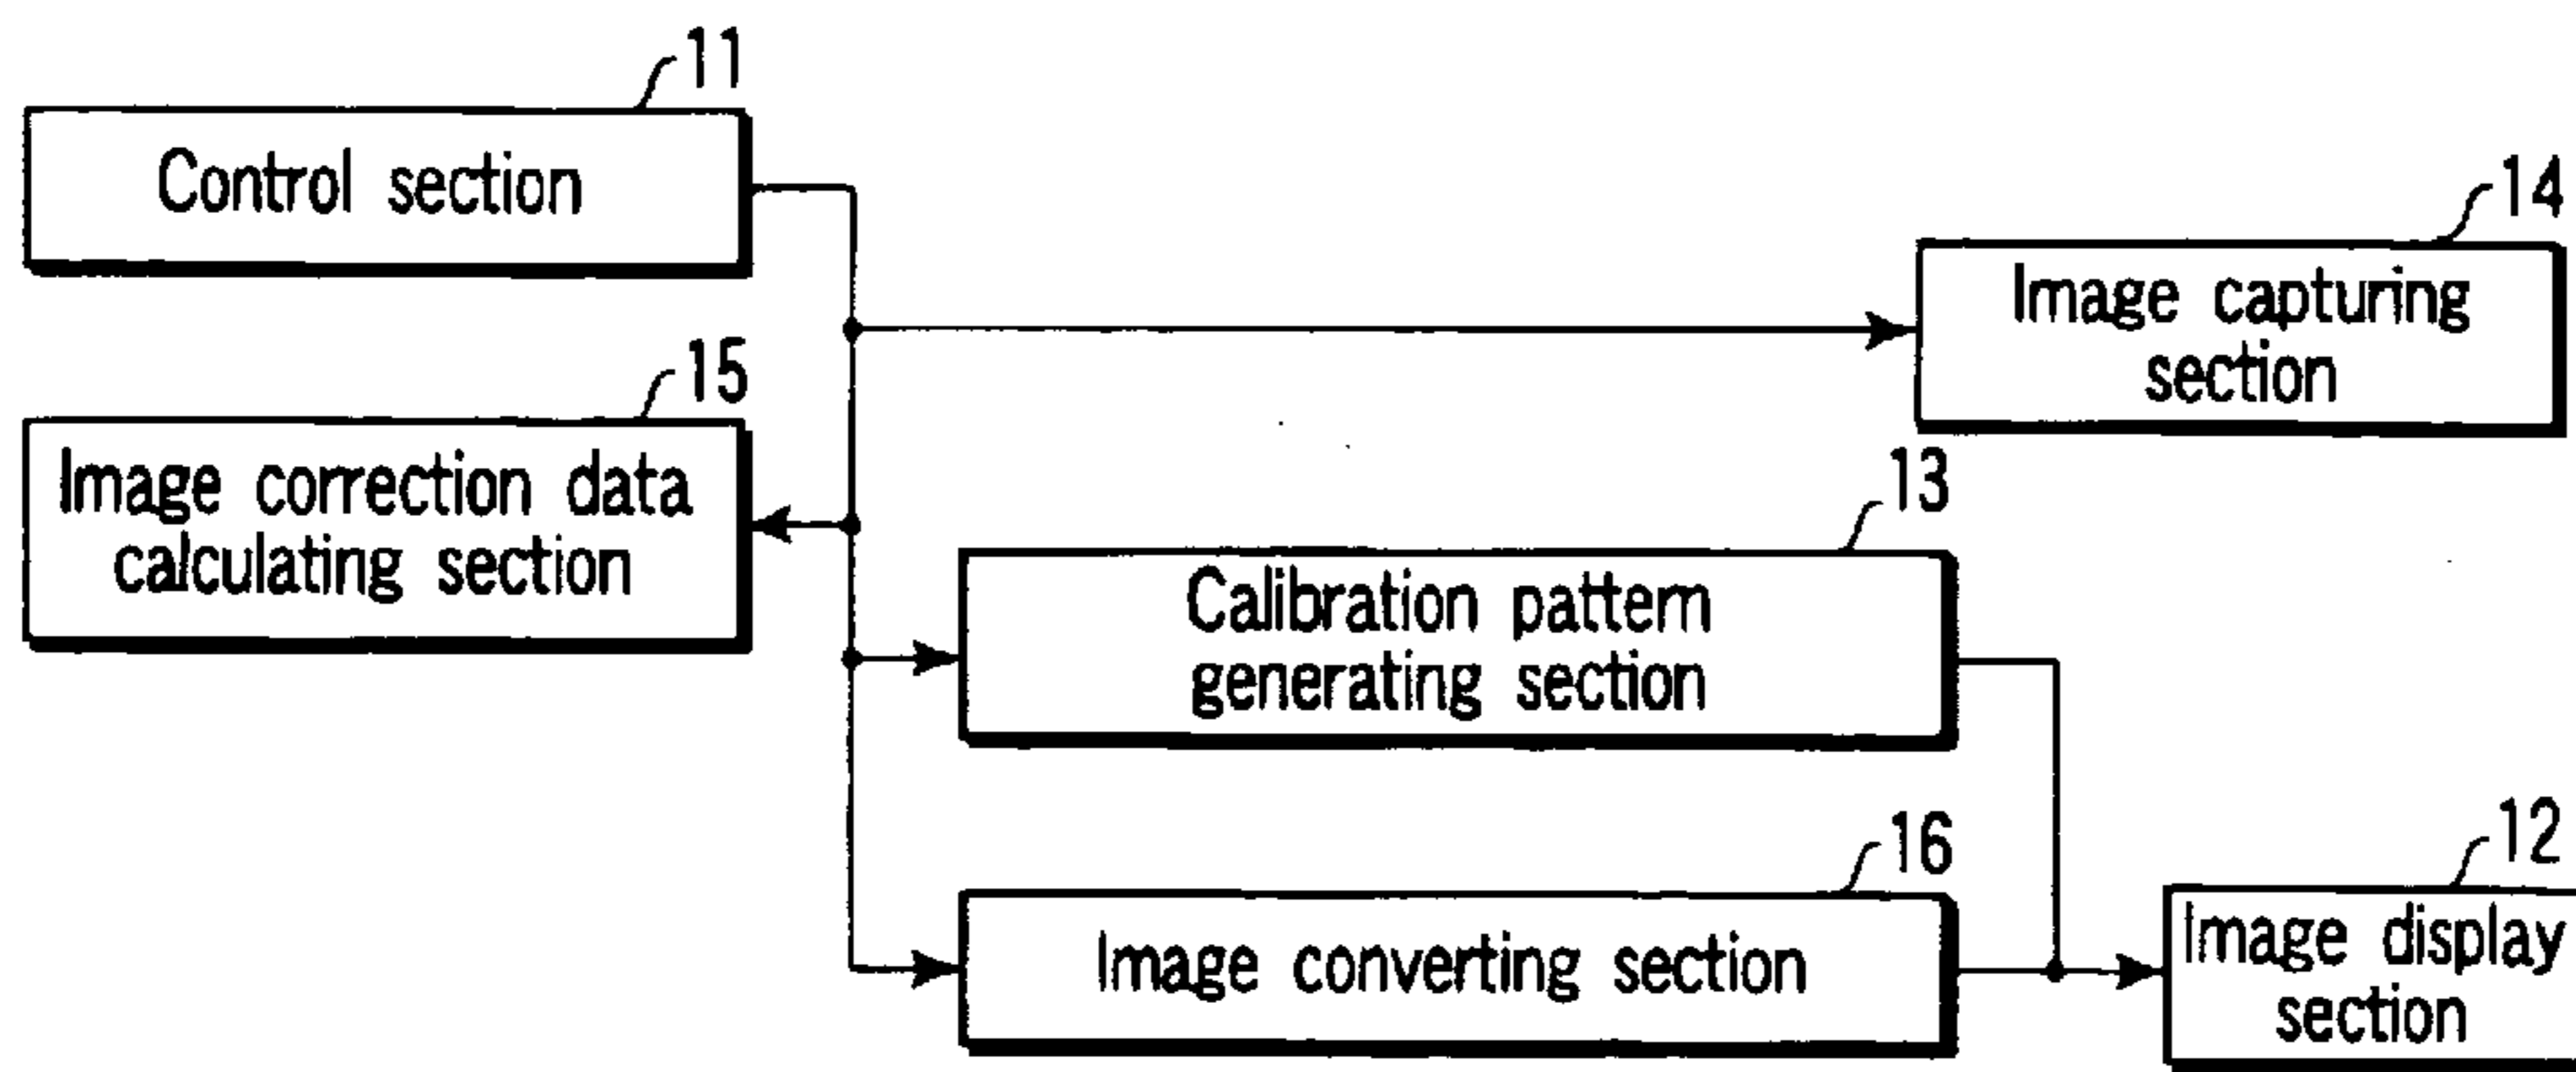 11
Control section
14
Image capturing
section
15
Image correction data
calculating section
13
Calibration pattern
generating section
16
Image converting section
12
Image display
section